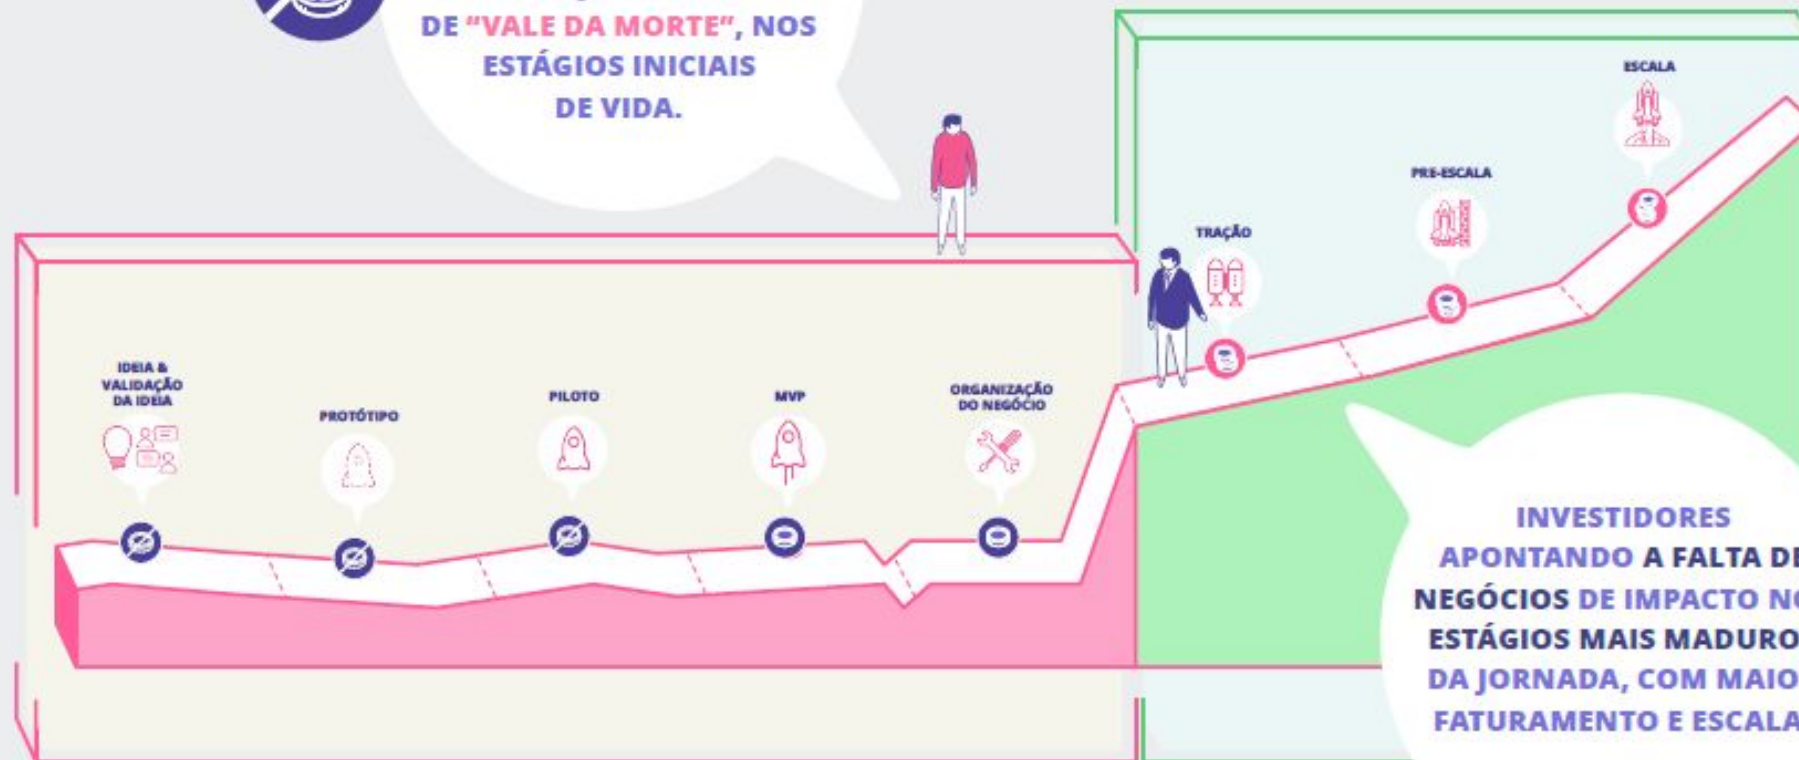 DE “VALE DA MORTE”, NOS
ESTÁGIOS INICIAIS
DE VIDA.
IDEIA &
VALIDAÇÃO
DA IDEIA
PROTÓTIPO
PILOTO
MVP
ORGANIZAÇÃO
DO NEGÓCIO
TRAÇÃO
PRE-ESCALA
ESCALA
INVESTIDORES
APONTANDO A FALTA DE
NEGÓCIOS DE IMPACTO NO
ESTÁGIOS MAIS MADURO
DA JORNADA, COM MAIO
FATURAMENTO E ESCALA